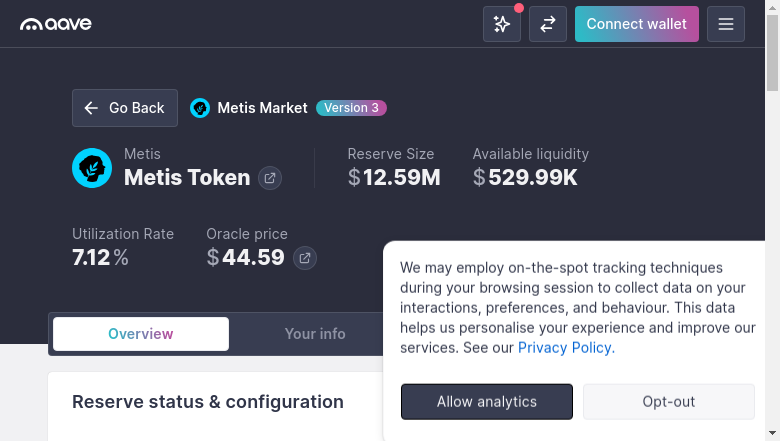 aave
Connect wallet
Go Back
Metis Market
Version 3
Metis
Metis Token
Reserve Size
$12.59M
Available liquidity
$529.99K
Utilization Rate
7.12%
Oracle price
$44.59
Overview
Your info
Reserve status & configuration
We may employ on-the-spot tracking techniques
during your browsing session to collect data on your
interactions, preferences, and behaviour. This data
helps us personalise your experience and improve our
services. See our Privacy Policy.
Allow analytics
Opt-out